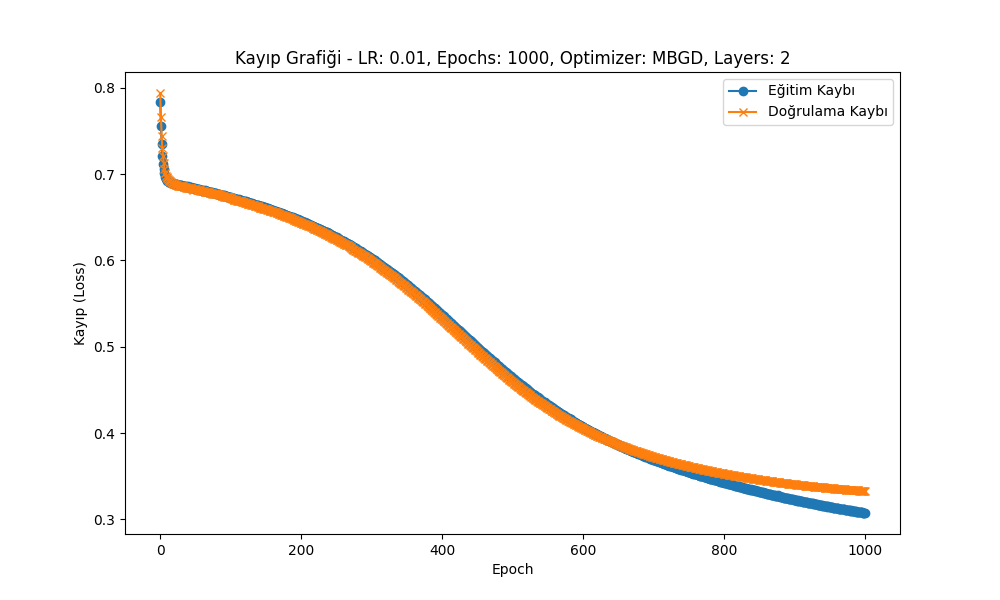 Kayıp Grafiği - LR: 0.01, Epochs: 1000, Optimizer: MBGD, Layers: 2
Eğitim Kaybı
Doğrulama Kaybı
Kayıp (Loss)
0.8
0.7
0.6
0.5
0.4
0.3
0
200
400
600
800
1000
Epoch